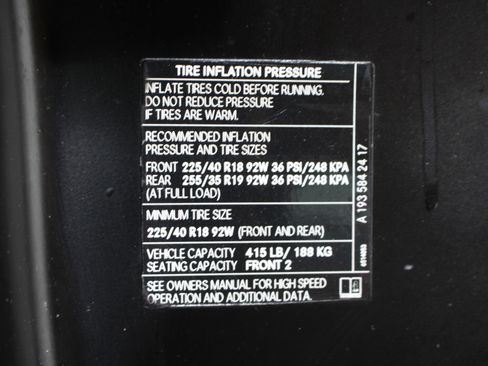 TIRE INFLATION PRESSURE
INFLATE TIRES COLD BEFORE RUNNING.
DO NOT REDUCE PRESSURE
IF TIRES ARE WARM.
RECOMMENDED INFLATION
PRESSURE AND TIRE SIZES
FRONT 225/40 R18 92W 36 PSI/248 KPA
REAR 255/35 R19 92W 36 PSI/248 KPA
(AT FULL LOAD)
MINIMUM TIRE SIZE
225/40 R18 92W (FRONT AND REAR)
VEHICLE CAPACITY 415 LB/ 188 KG
SEATING CAPACITY FRONT 2
SEE OWNERS MANUAL FOR HIGH SPEED
OPERATION AND ADDITIONAL DATA.
A 193 584 24 17